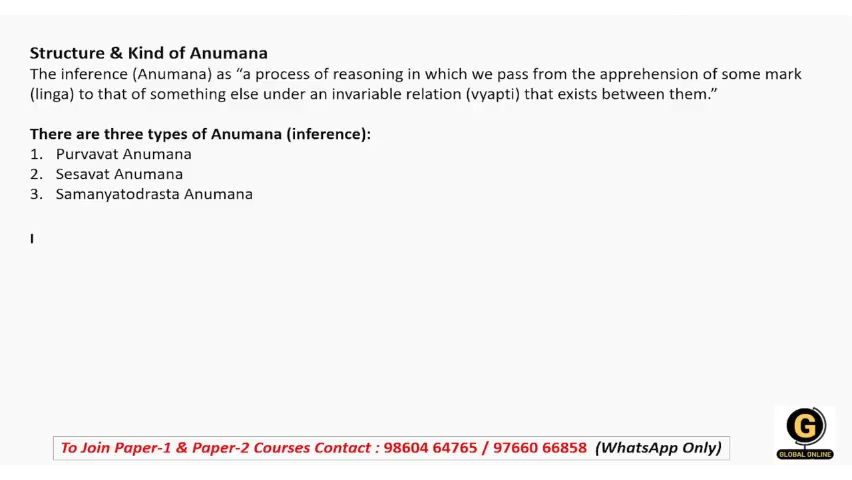 Structure & Kind of Anumana
The inference (Anumana) as “a process of reasoning in which we pass from the apprehension of some mark
(linga) to that of something else under an invariable relation (vyapti) that exists between them.”
There are three types of Anumana (inference):
1. Purvavat Anumana
2. Sesavat Anumana
3. Samanyatodrasta Anumana
I
To Join Paper-1 & Paper-2 Courses Contact : 98604 64765 / 97660 66858 (WhatsApp Only)
G
GLOBAL ONLINE